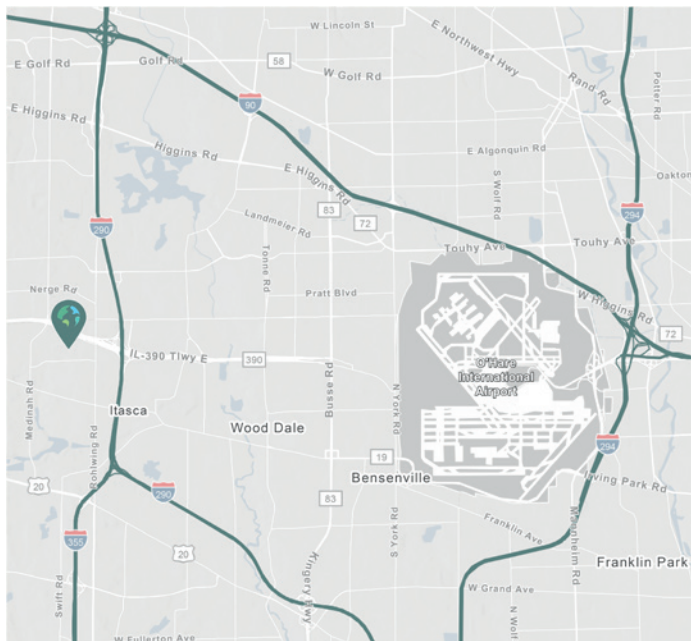 W Lincoln St
E Golf Rd
Golf Rd
58
W Golf Rd
E Northwest Hwy
Rand Rd
Potter Rd
90
E Higgins Rd
Higgins Rd
E Algonquin Rd
Oakton
E Higgins Rd
S Wolf Rd
83
72
294
290
Landmeier Rd
Touhy Ave
Touhy Ave
Tonne Rd
Nerge Rd
Pratt Blvd
W Higgins Rd
72
IL-390 Tlwy E
390
O'Hare
International
Airport
Medinah Rd
Itasca
Busse Rd
N York Rd
Wood Dale
Rohlwing Rd
294
19
Bensenville
Irving Park Rd
20
290
83
Franklin Ave
Mannheim Rd
355
20
S York Rd
Franklin Park
Swift Rd
Kingery Hwy
W Grand Ave
N Wolf
W Fullerton Ave